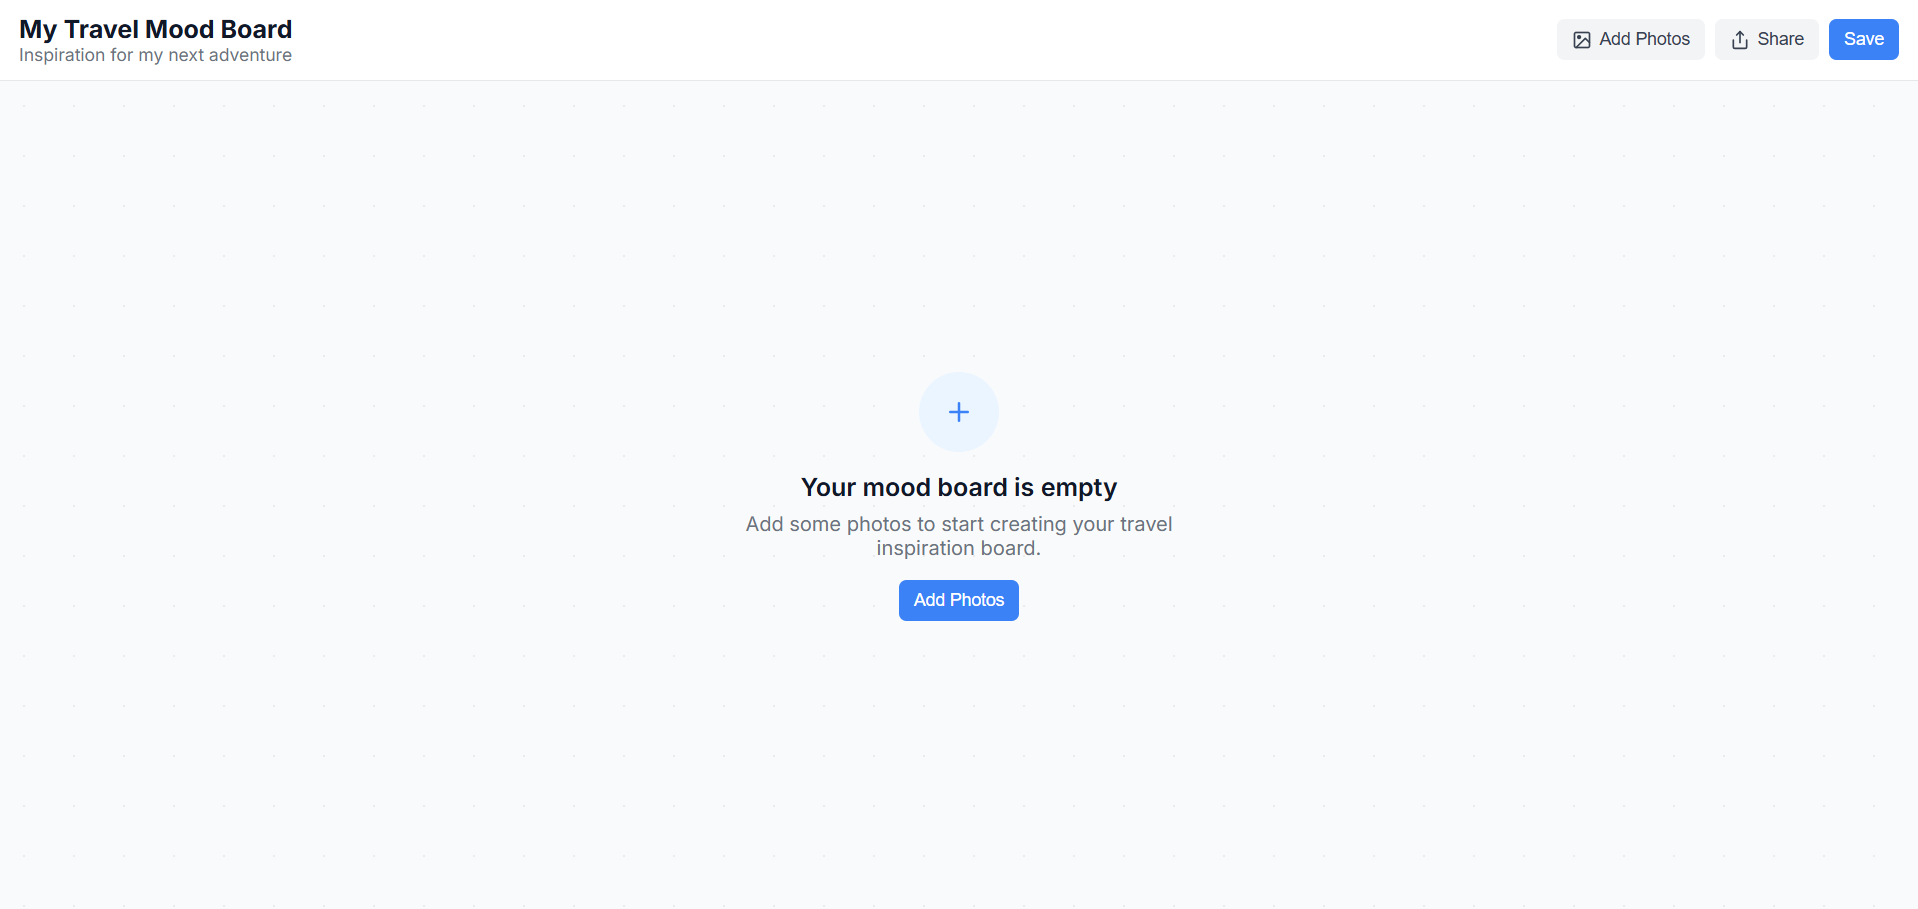 My Travel Mood Board
Inspiration for my next adventure
Add Photos
Share
Save
Your mood board is empty
Add some photos to start creating your travel
inspiration board.
Add Photos